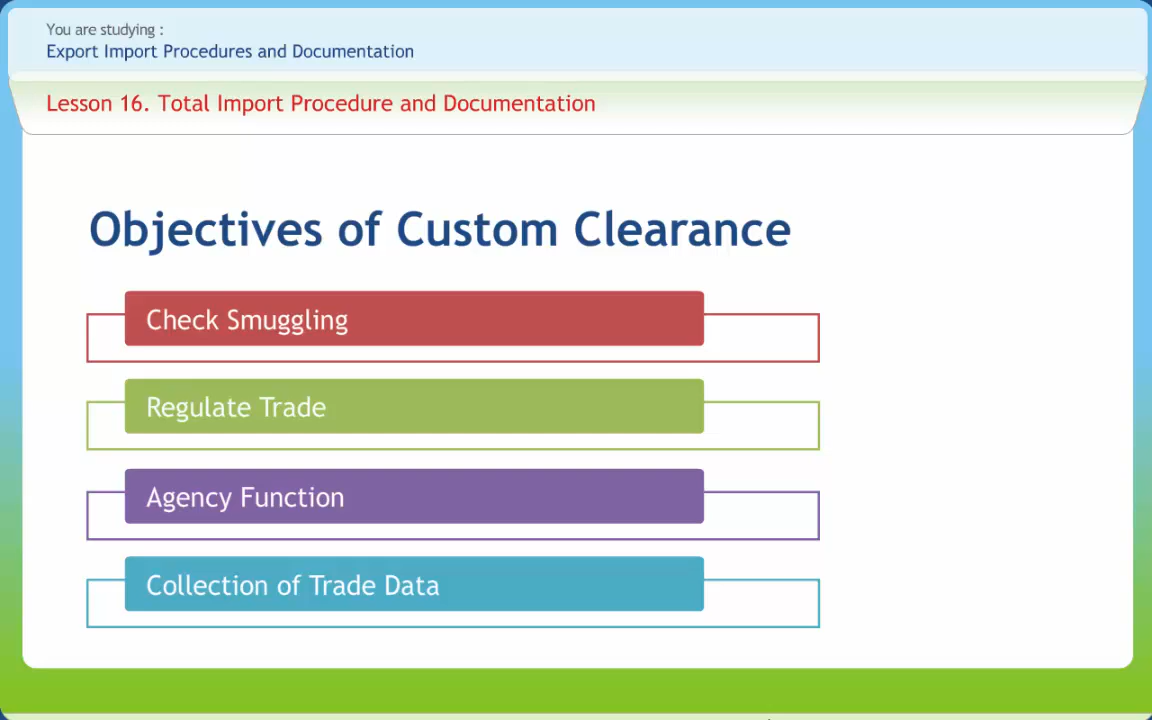 You are studying :
Export Import Procedures and Documentation
Lesson 16. Total Import Procedure and Documentation
Objectives of Custom Clearance
Check Smuggling
Regulate Trade
Agency Function
Collection of Trade Data